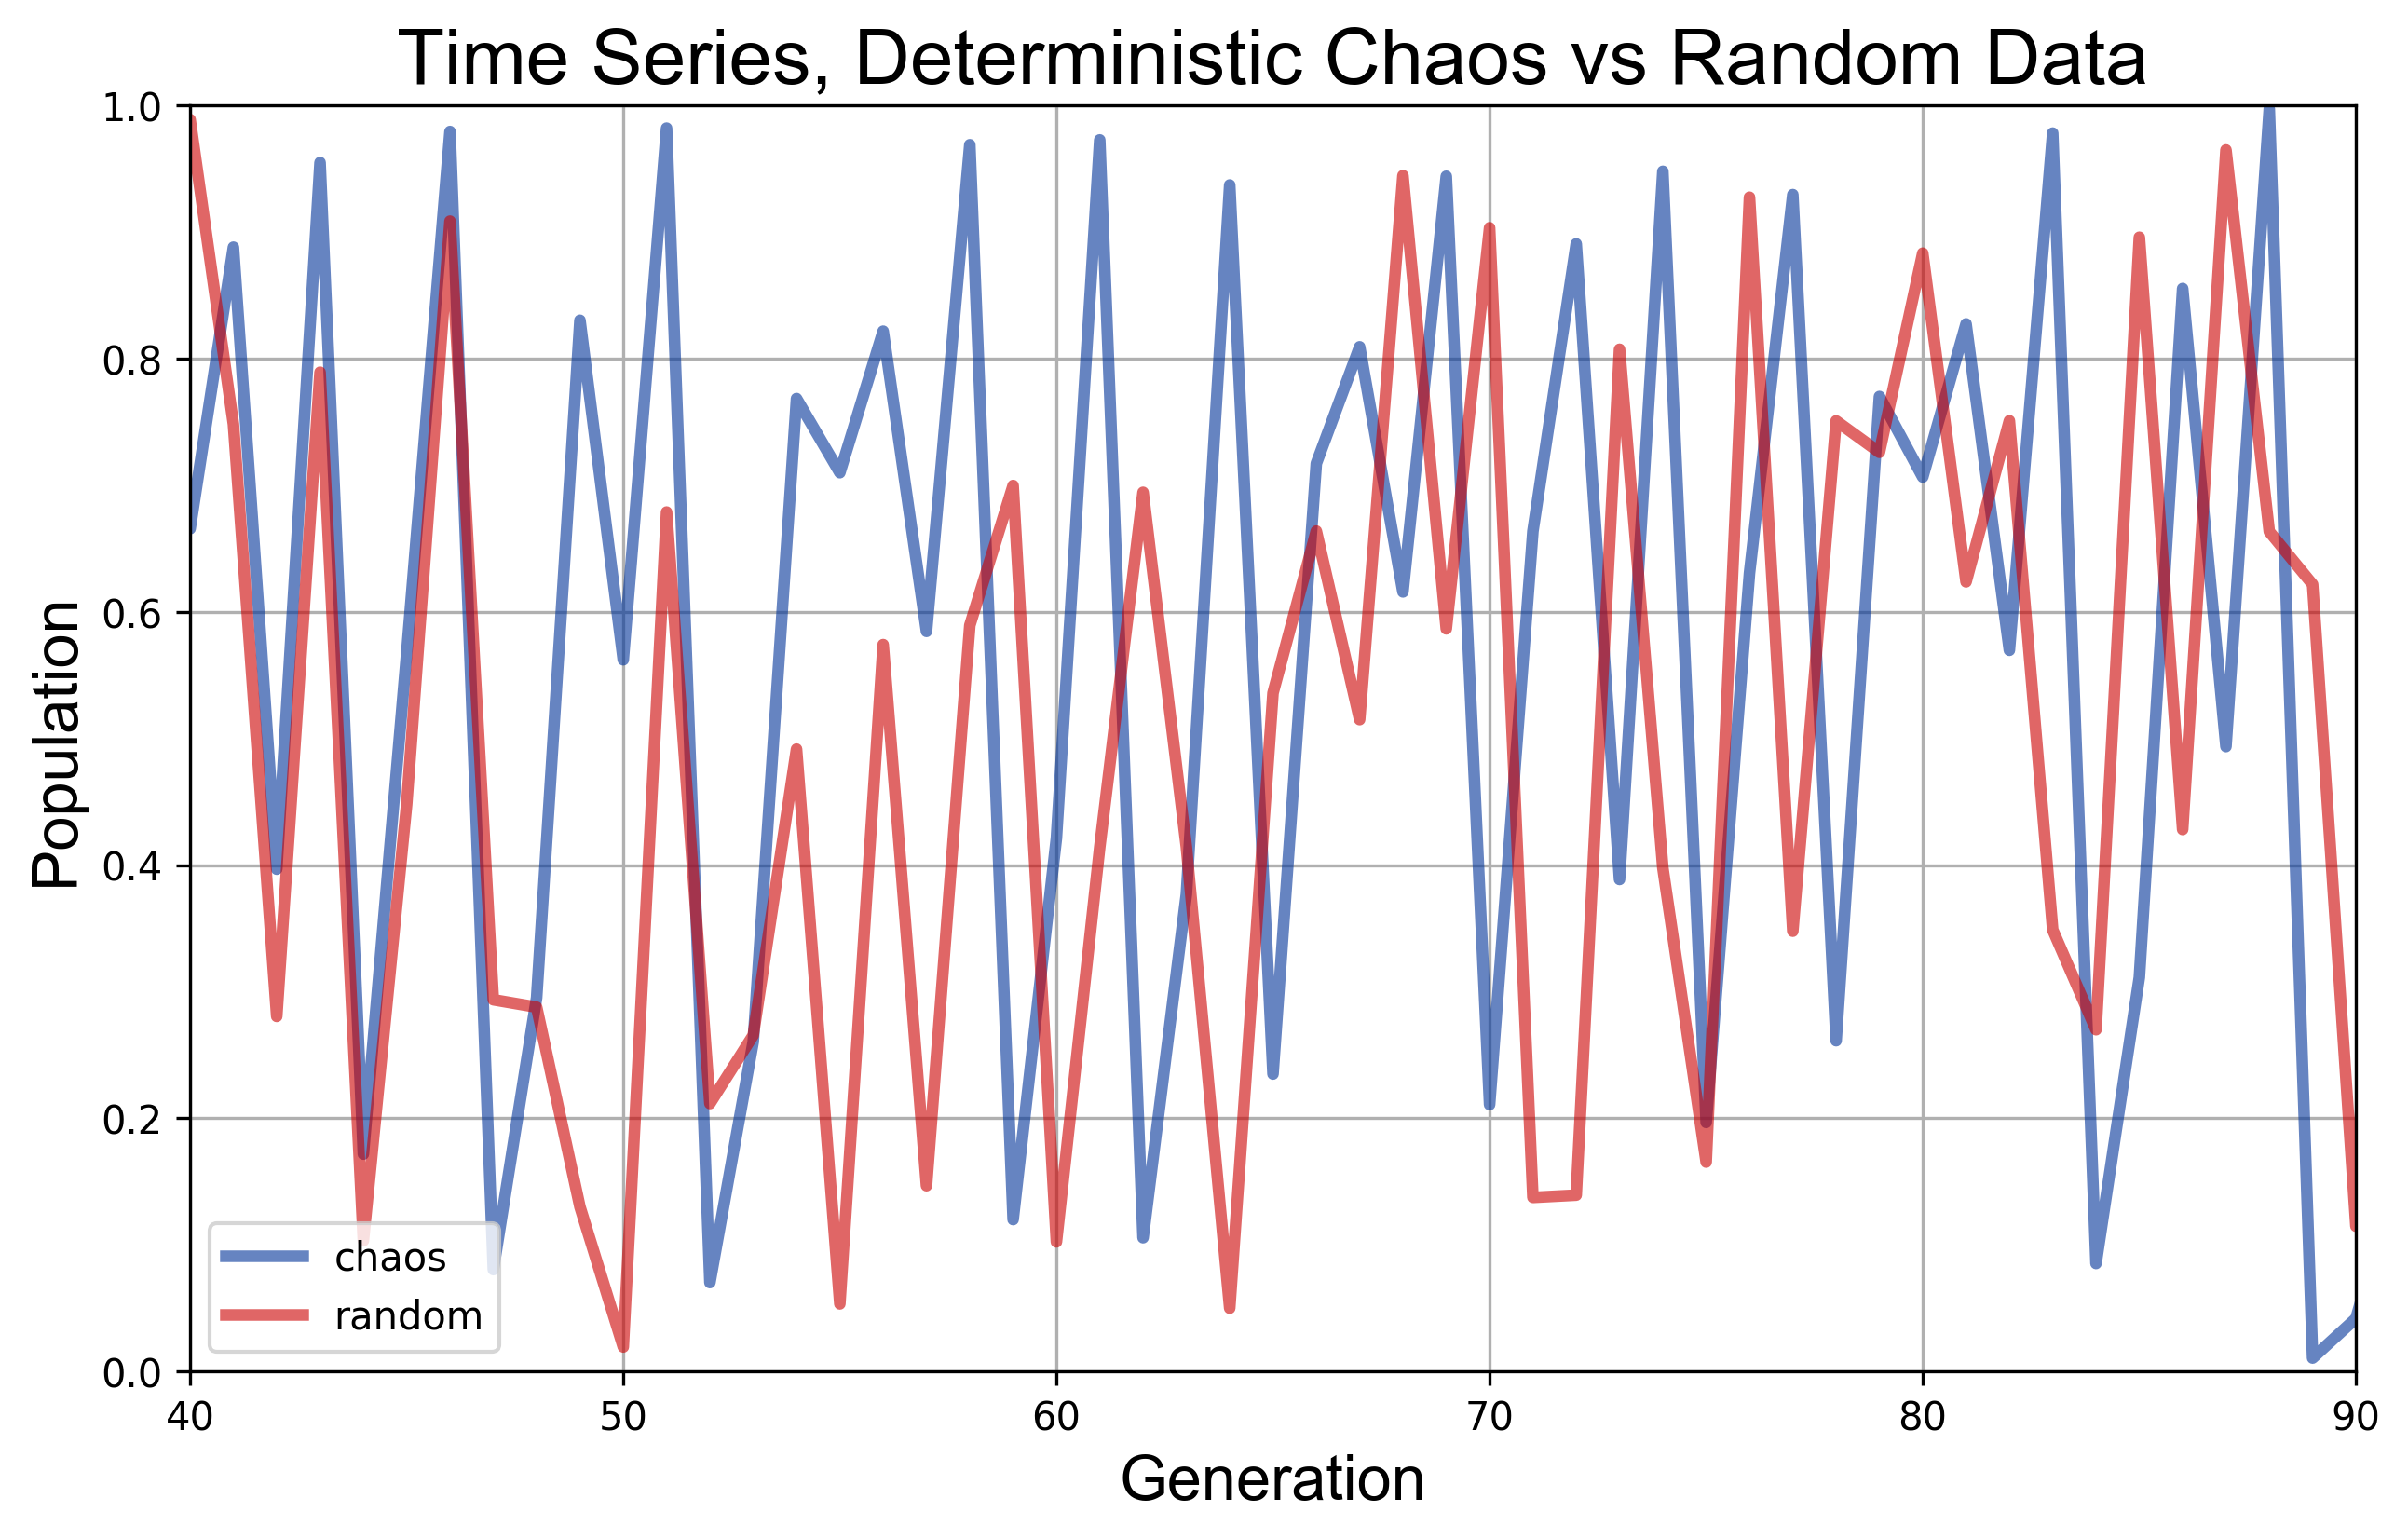 Time Series, Deterministic Chaos vs Random Data
1.0
0.8
0.6
0.4
0.2
0.0
Population
chaos
random
40 50 60 70 80 90
Generation